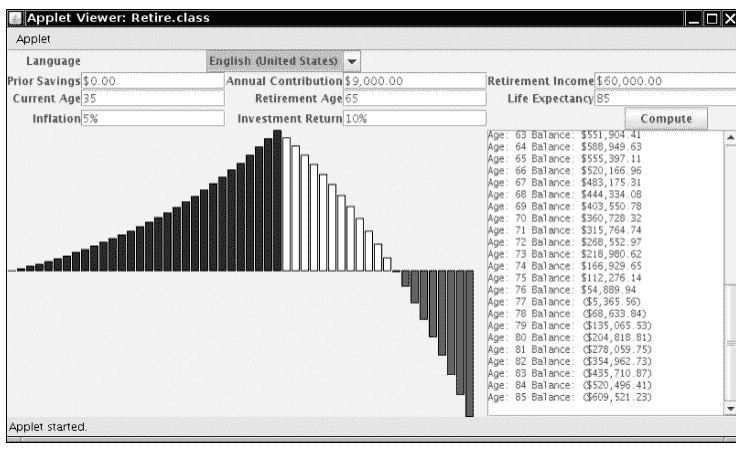 Applet Viewer: Retire.class
Applet
Language English (United States)
Prior Savings $0.00 Annual Contribution $9,000.00 Retirement Income $60,000.00
Current Age 35 Retirement Age 65 Life Expectancy 85
Inflation 5% Investment Return 10% Compute
Age: 63 Balance: $551,904.41
Age: 64 Balance: $588,949.63
Age: 65 Balance: $555,397.11
Age: 66 Balance: $520,166.96
Age: 67 Balance: $483,175.31
Age: 68 Balance: $444,334.08
Age: 69 Balance: $403,550.78
Age: 70 Balance: $360,728.32
Age: 71 Balance: $315,764.74
Age: 72 Balance: $268,552.97
Age: 73 Balance: $218,980.62
Age: 74 Balance: $166,929.65
Age: 75 Balance: $112,276.14
Age: 76 Balance: $54,889.94
Age: 77 Balance: ($5,365.56)
Age: 78 Balance: ($68,633.84)
Age: 79 Balance: ($135,065.53)
Age: 80 Balance: ($204,818.81)
Age: 81 Balance: ($278,059.75)
Age: 82 Balance: ($354,962.73)
Age: 83 Balance: ($435,710.87)
Age: 84 Balance: ($520,496.41)
Age: 85 Balance: ($609,521.23)
Applet started.